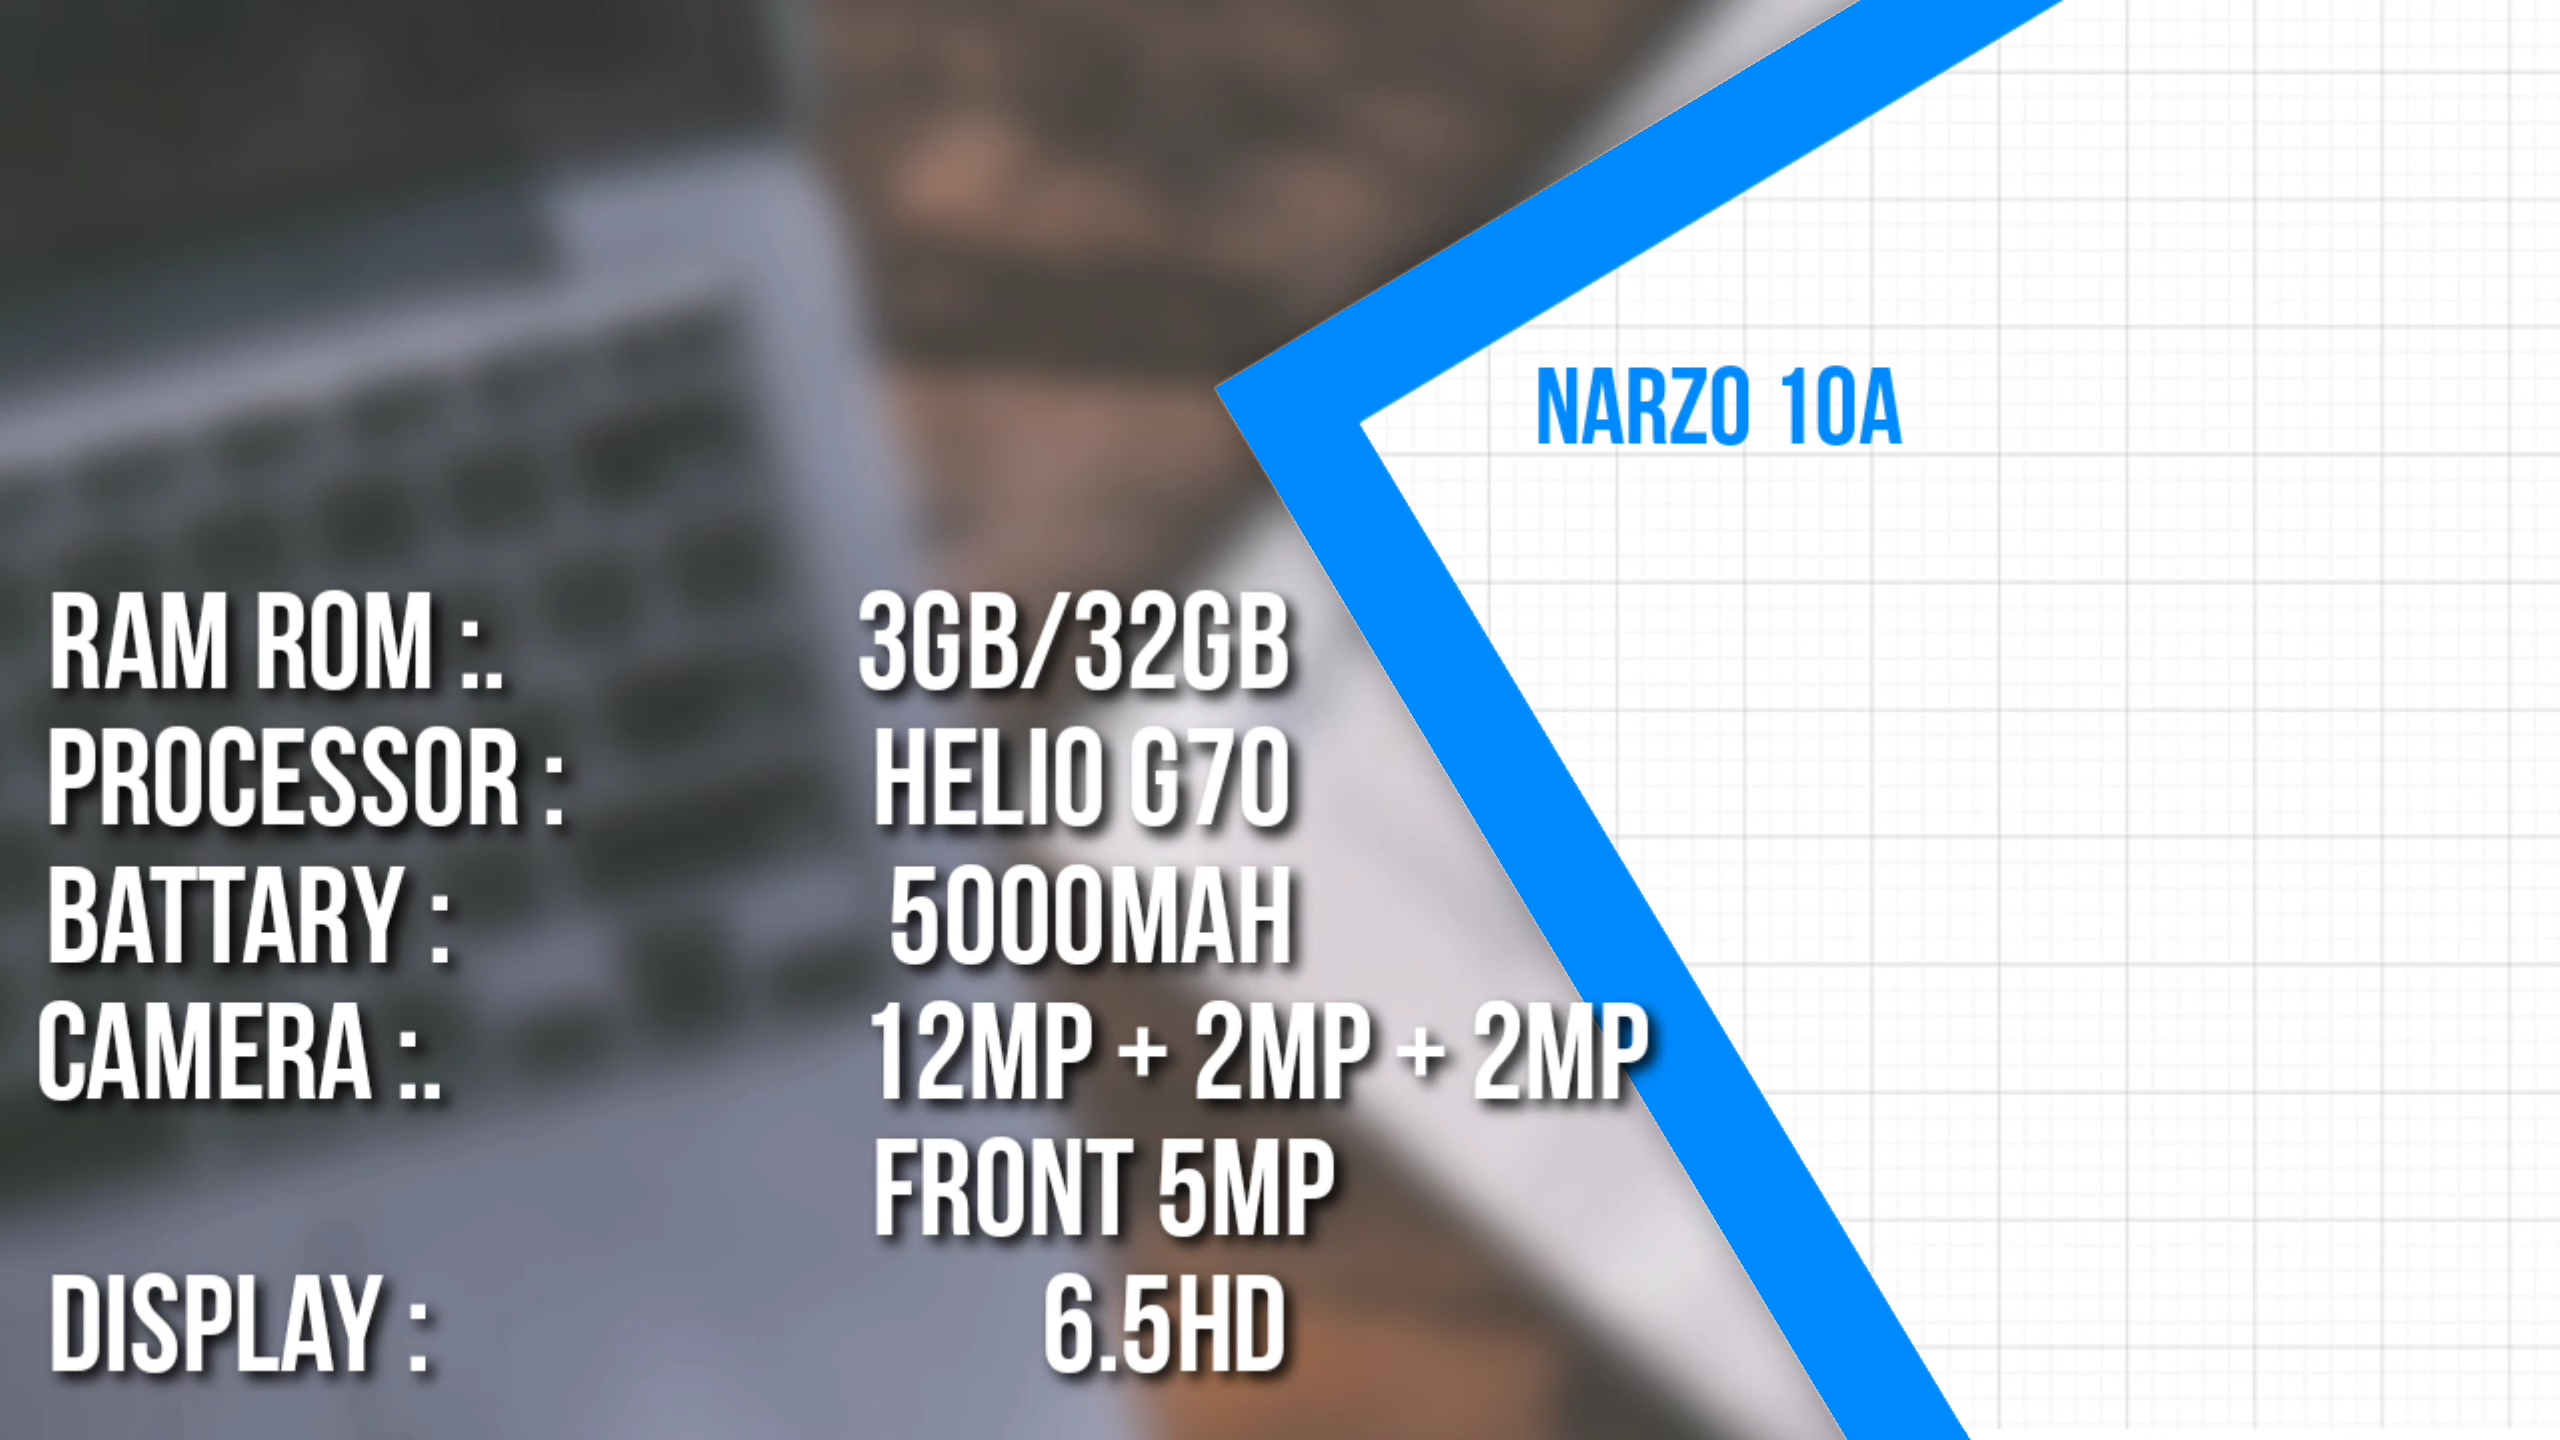 NARZO 10A
RAM ROM :. 3GB/32GB
PROCESSOR : HELIO G70
BATTARY : 5000MAH
CAMERA :. 12MP + 2MP + 2MP
FRONT 5MP
DISPLAY : 6.5HD